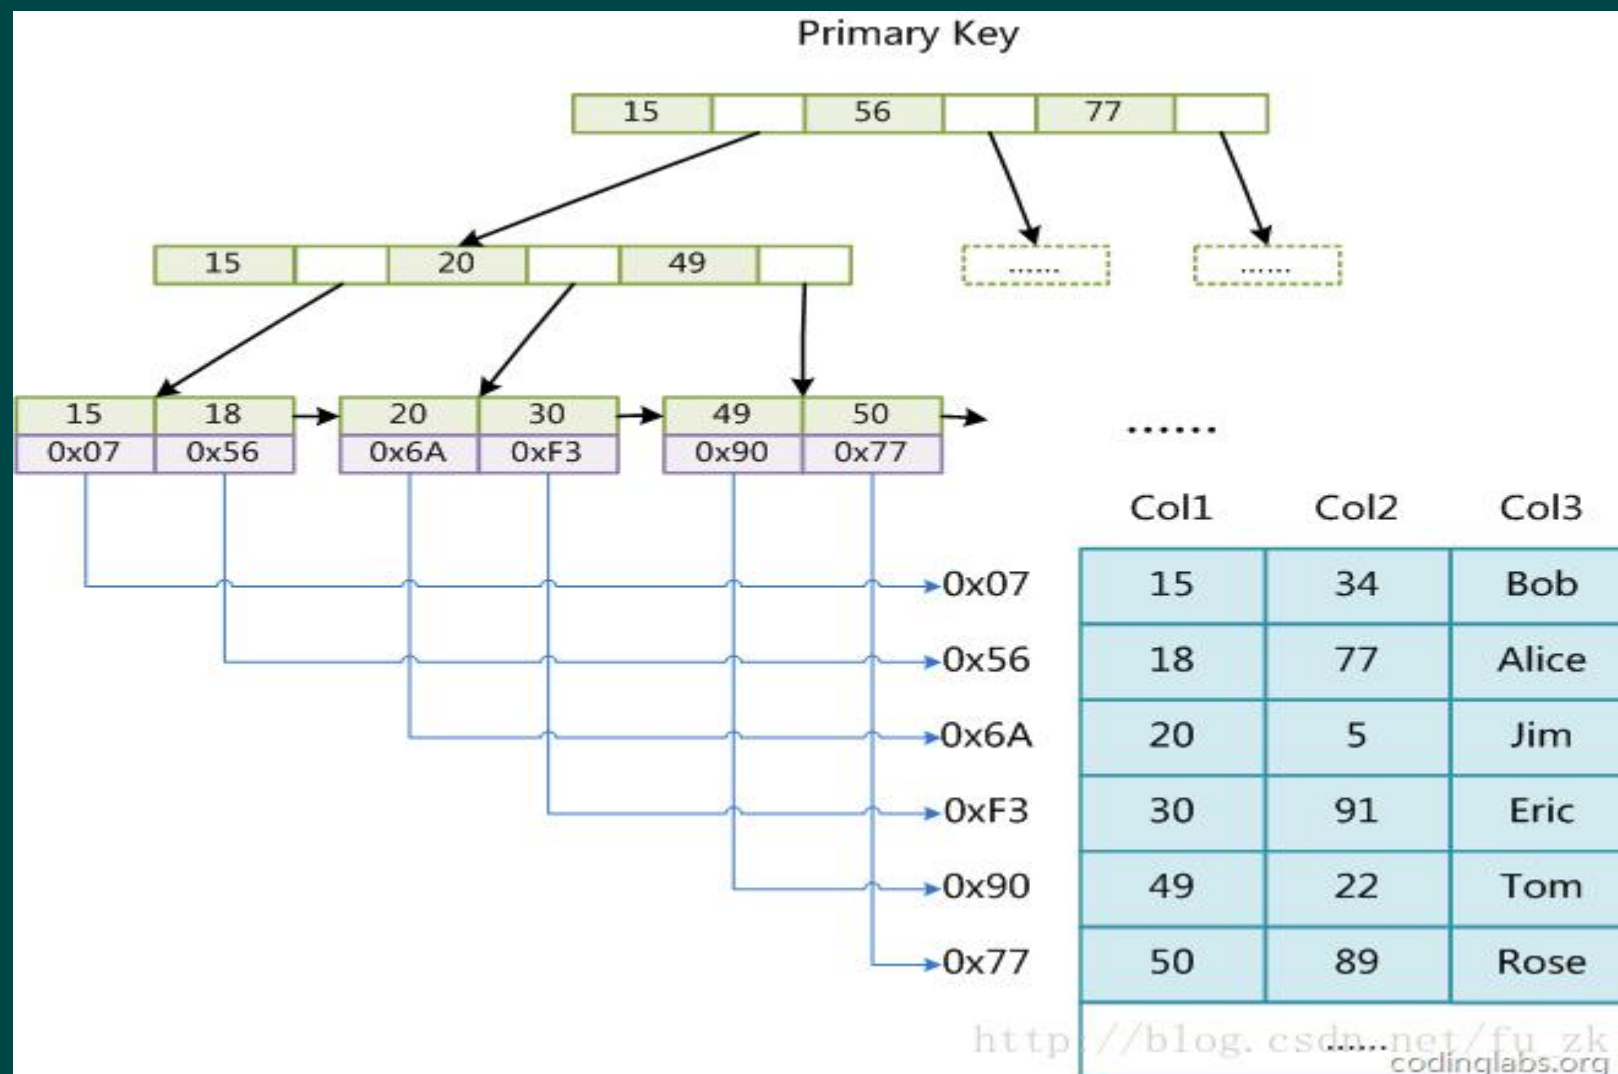 Primary Key
15 56 77
15 20 49
...... ......
15 18 20 30 49 50
0x07 0x56 0x6A 0xF3 0x90 0x77
......
Col1 Col2 Col3
0x07 15 34 Bob
0x56 18 77 Alice
0x6A 20 5 Jim
0xF3 30 91 Eric
0x90 49 22 Tom
0x77 50 89 Rose
......
http://blog.csdn.net/fu_zk
codinglabs.org